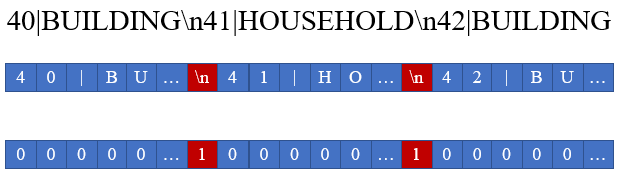 40|BUILDING\n41|HOUSEHOLD\n42|BUILDING
4 0 | B U ... \n 4 1 | H O ... \n 4 2 | B U ...
0 0 0 0 0 ... 1 0 0 0 0 0 ... 1 0 0 0 0 0 ...